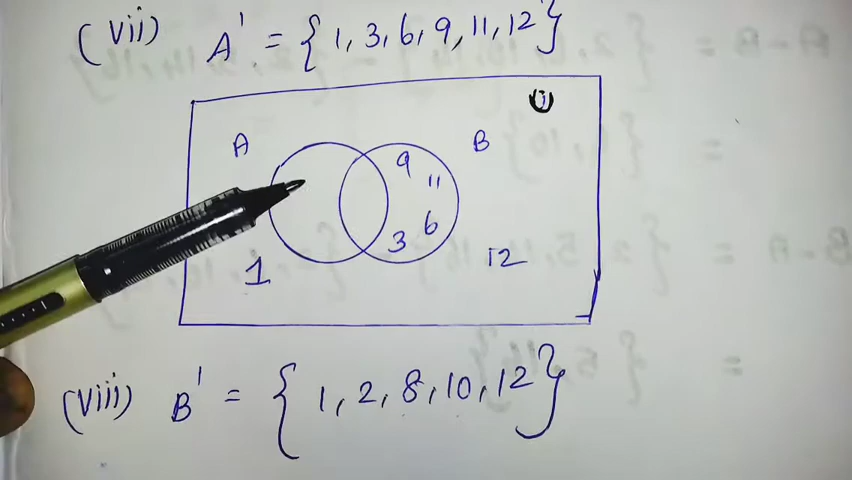 (vii) A' = { 1, 3, 6, 9, 11, 12 }
U
A B
9
11
6
3
1 12
(viii) B' = { 1, 2, 8, 10, 12 }